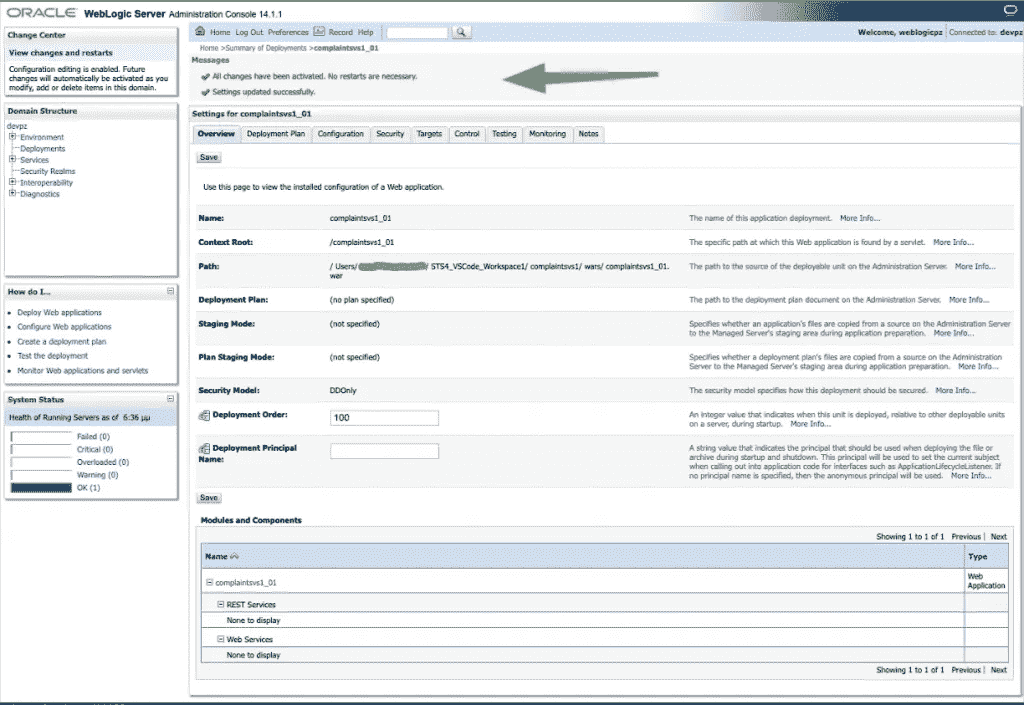 ORACLE WebLogic Server Administration Console 14.1.1
Change Center
View changes and restarts
Configuration editing is enabled. Future
changes will automatically be activated as you
modify, add or delete items in this domain.
Domain Structure
devpz
Environment
Deployments
Services
Security Realms
Interoperability
Diagnostics
How do I...
Deploy Web applications
Configure Web applications
Create a deployment plan
Test the deployment
Monitor Web applications and servlets
System Status
Health of Running Servers as of 6:36 μμ
Failed (0)
Critical (0)
Overloaded (0)
Warning (0)
OK (1)
Home Log Out Preferences Record Help
Welcome, weblogicpz Connected to: devpz
Home >Summary of Deployments >complaintsvs1_01
Messages
All changes have been activated. No restarts are necessary.
Settings updated successfully.
Settings for complaintsvs1_01
Overview Deployment Plan Configuration Security Targets Control Testing Monitoring Notes
Save
Use this page to view the installed configuration of a Web application.
Name: complaintsvs1_01 The name of this application deployment. More Info...
Context Root: /complaintsvs1_01 The specific path at which this Web application is found by a servlet. More Info...
Path: / Users/ / STS4_VSCode_Workspace1/ complaintsvs1/ wars/ complaintsvs1_01. The path to the source of the deployable unit on the Administration Server. More Info...
war
Deployment Plan: (no plan specified) The path to the deployment plan document on the Administration Server. More Info...
Staging Mode: (not specified) Specifies whether an application's files are copied from a source on the Administration Server
to the Managed Server's staging area during application preparation. More Info...
Plan Staging Mode: (not specified) Specifies whether a deployment plan's files are copied from a source on the Administration
Server to the Managed Server's staging area during application preparation. More Info...
Security Model: DDOnly The security model specifies how this deployment should be secured. More Info...
Deployment Order: 100 An integer value that indicates when this unit is deployed, relative to other deployable units
on a server, during startup. More Info...
Deployment Principal A string value that indicates the principal that should be used when deploying the file or
Name: archive during startup and shutdown. This principal will be used to set the current subject
when calling out into application code for interfaces such as ApplicationLifecycleListener. If
no principal name is specified, then the anonymous principal will be used. More Info...
Save
Modules and Components
Showing 1 to 1 of 1 Previous | Next
Name Type
complaintsvs1_01 Web
Application
REST Services
None to display
Web Services
None to display
Showing 1 to 1 of 1 Previous | Next